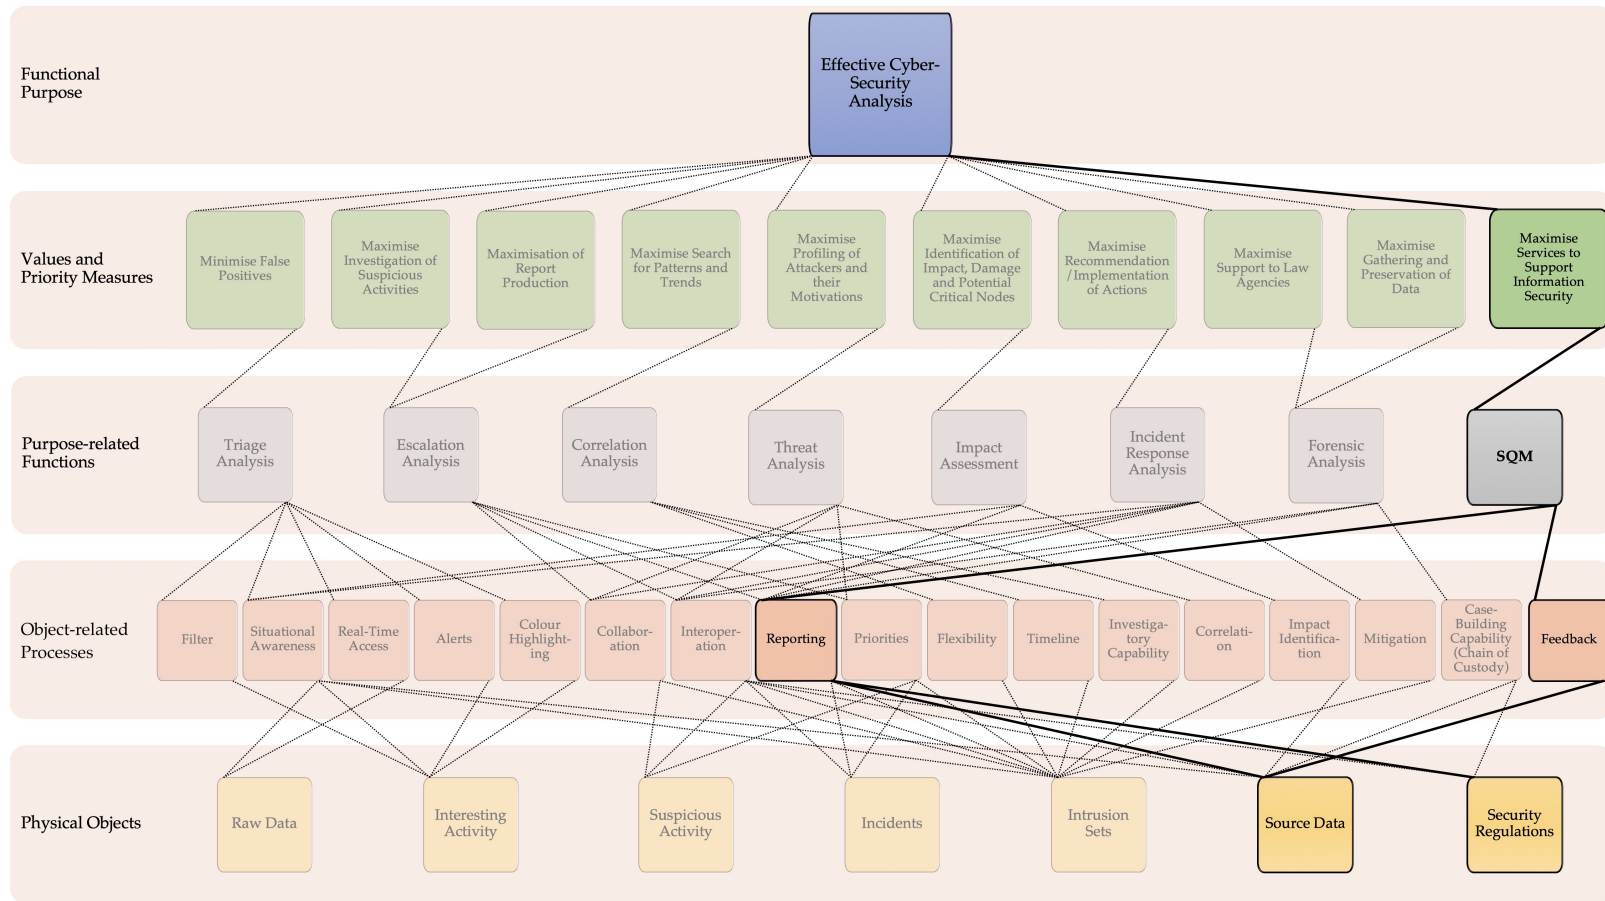 Functional
Purpose
Effective Cyber-
Security
Analysis
Values and
Priority Measures
Minimise False
Positives
Maximise
Investigation of
Suspicious
Activities
Maximisation of
Report
Production
Maximise Search
for Patterns and
Trends
Maximise
Profiling of
Attackers and
their
Motivations
Maximise
Identification of
Impact, Damage
and Potential
Critical Nodes
Maximise
Recommendation
/Implementation
of Actions
Maximise
Support to Law
Agencies
Maximise
Gathering and
Preservation of
Data
Maximise
Services to
Support
Information
Security
Purpose-related
Functions
Triage
Analysis
Escalation
Analysis
Correlation
Analysis
Threat
Analysis
Impact
Assessment
Incident
Response
Analysis
Forensic
Analysis
SQM
Object-related
Processes
Filter
Situational
Awareness
Real-Time
Access
Alerts
Colour
Highlight-
ing
Collabor-
ation
Interoper-
ation
Reporting
Priorities
Flexibility
Timeline
Investiga-
tory
Capability
Correlati-
on
Impact
Identifica-
tion
Mitigation
Case-
Building
Capability
(Chain of
Custody)
Feedback
Physical Objects
Raw Data
Interesting
Activity
Suspicious
Activity
Incidents
Intrusion
Sets
Source Data
Security
Regulations